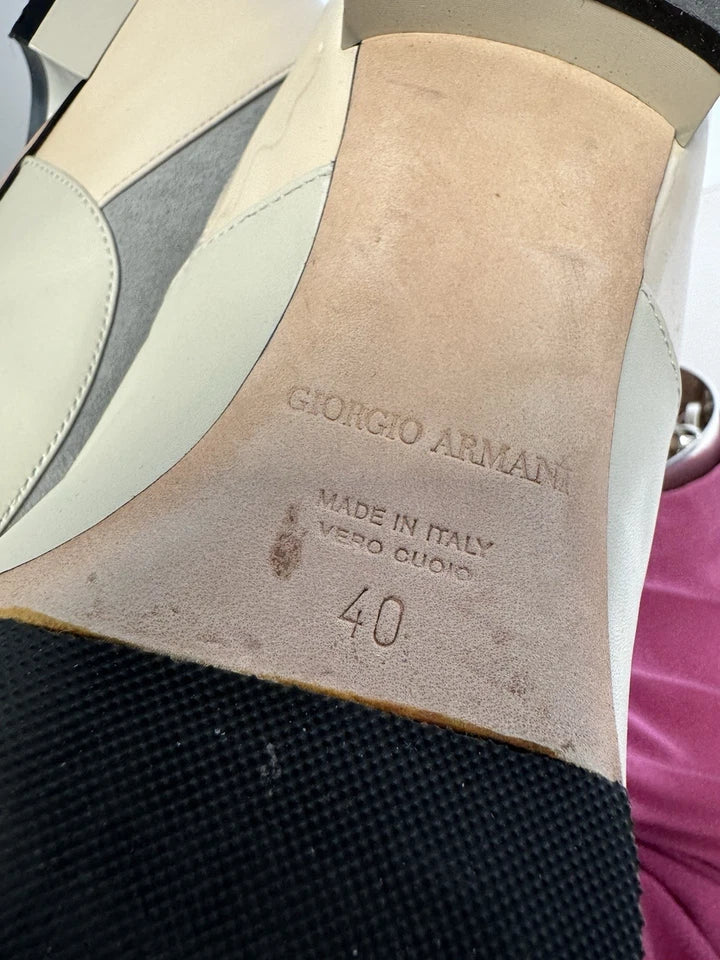 GIORGIO ARMANI
MADE IN ITALY
VERO CUOIO
40